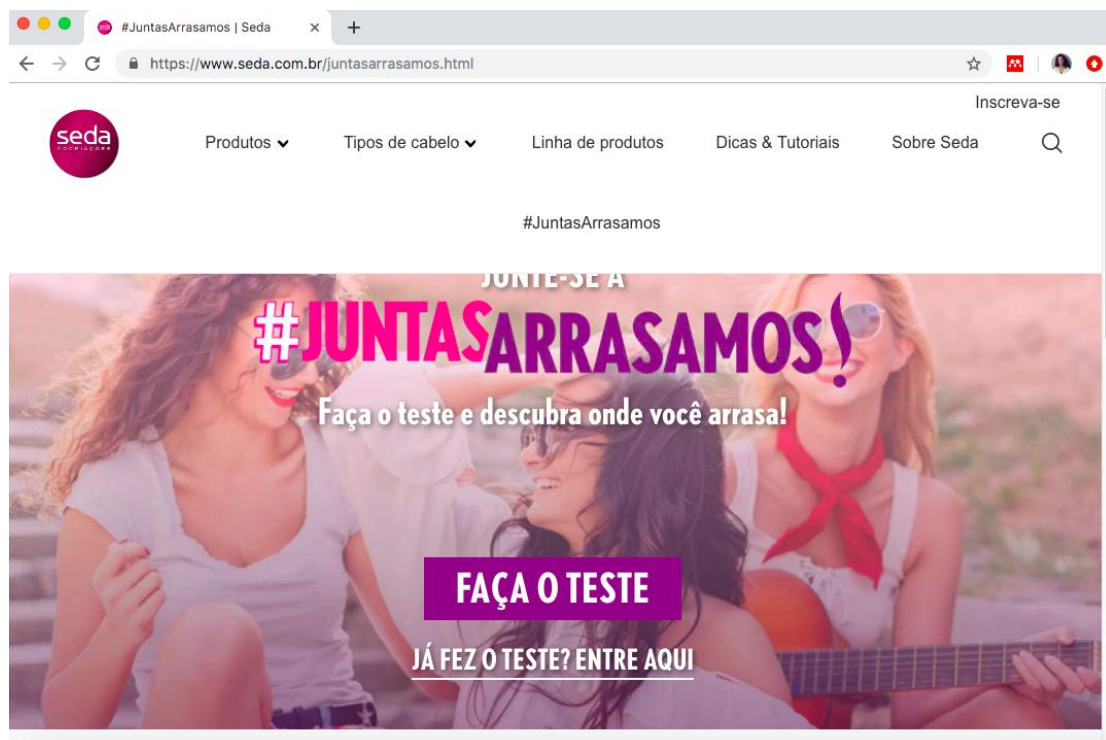 #JuntasArrasamos | Seda
https://www.seda.com.br/juntasarrasamos.html
Inscreva-se
seda
COCRIAÇÕES
Produtos
Tipos de cabelo
Linha de produtos
Dicas & Tutoriais
Sobre Seda
#JuntasArrasamos
JUNTE-SE A
#JUNTASARRASAMOS!
Faça o teste e descubra onde você arrasa!
FAÇA O TESTE
JÁ FEZ O TESTE? ENTRE AQUI